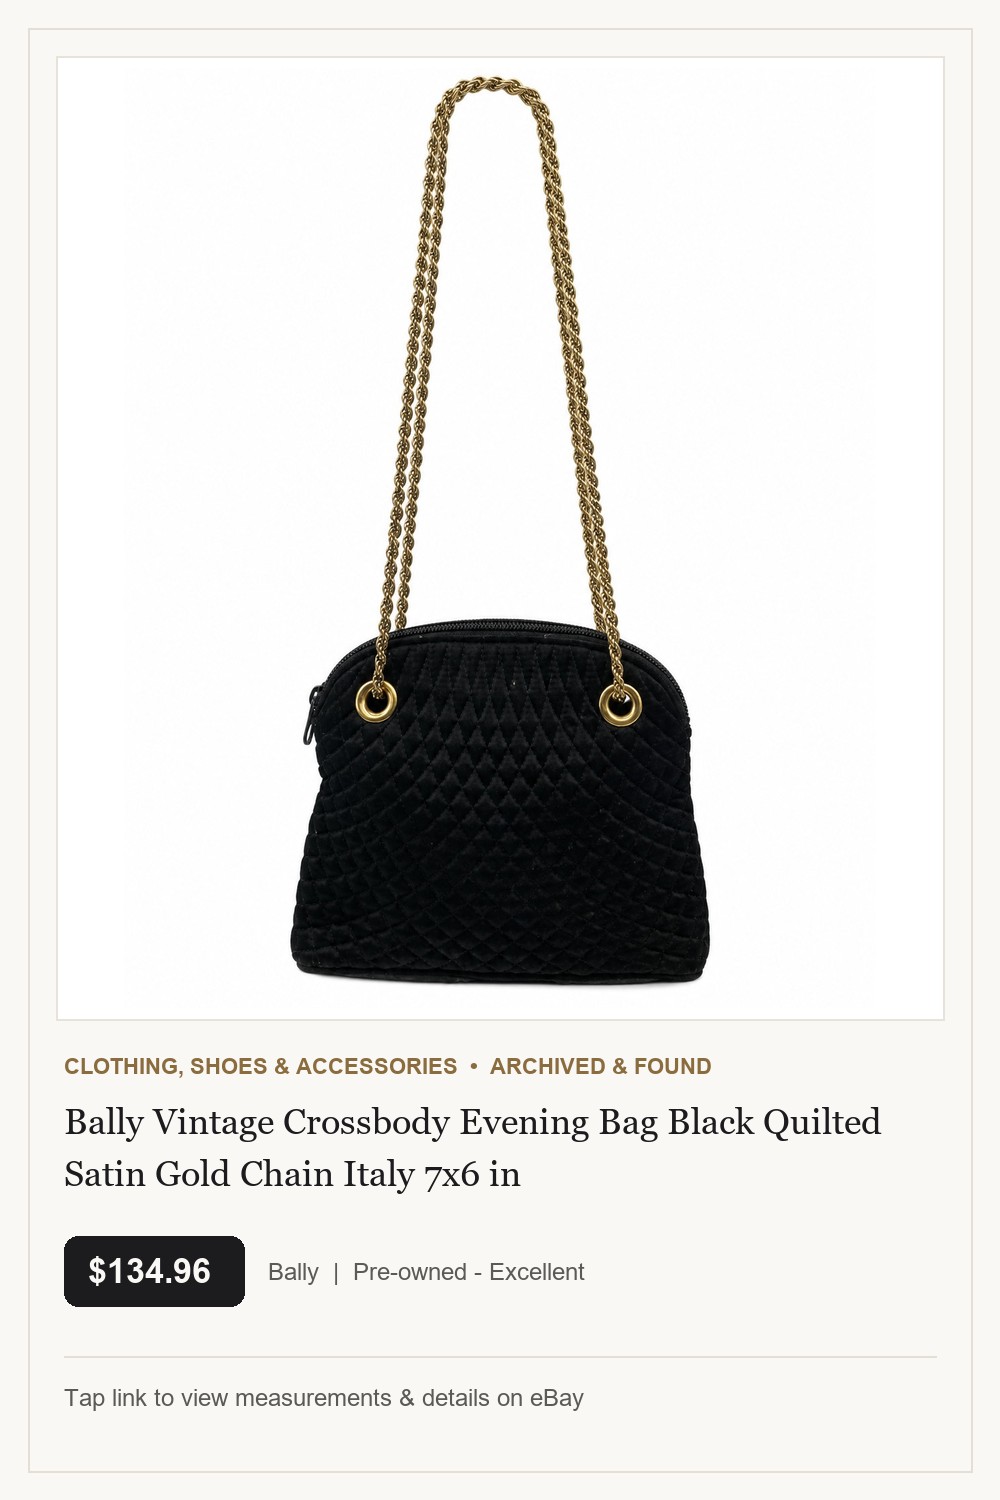 CLOTHING, SHOES & ACCESSORIES • ARCHIVED & FOUND
Bally Vintage Crossbody Evening Bag Black Quilted
Satin Gold Chain Italy 7x6 in
$134.96
Bally | Pre-owned - Excellent
Tap link to view measurements & details on eBay